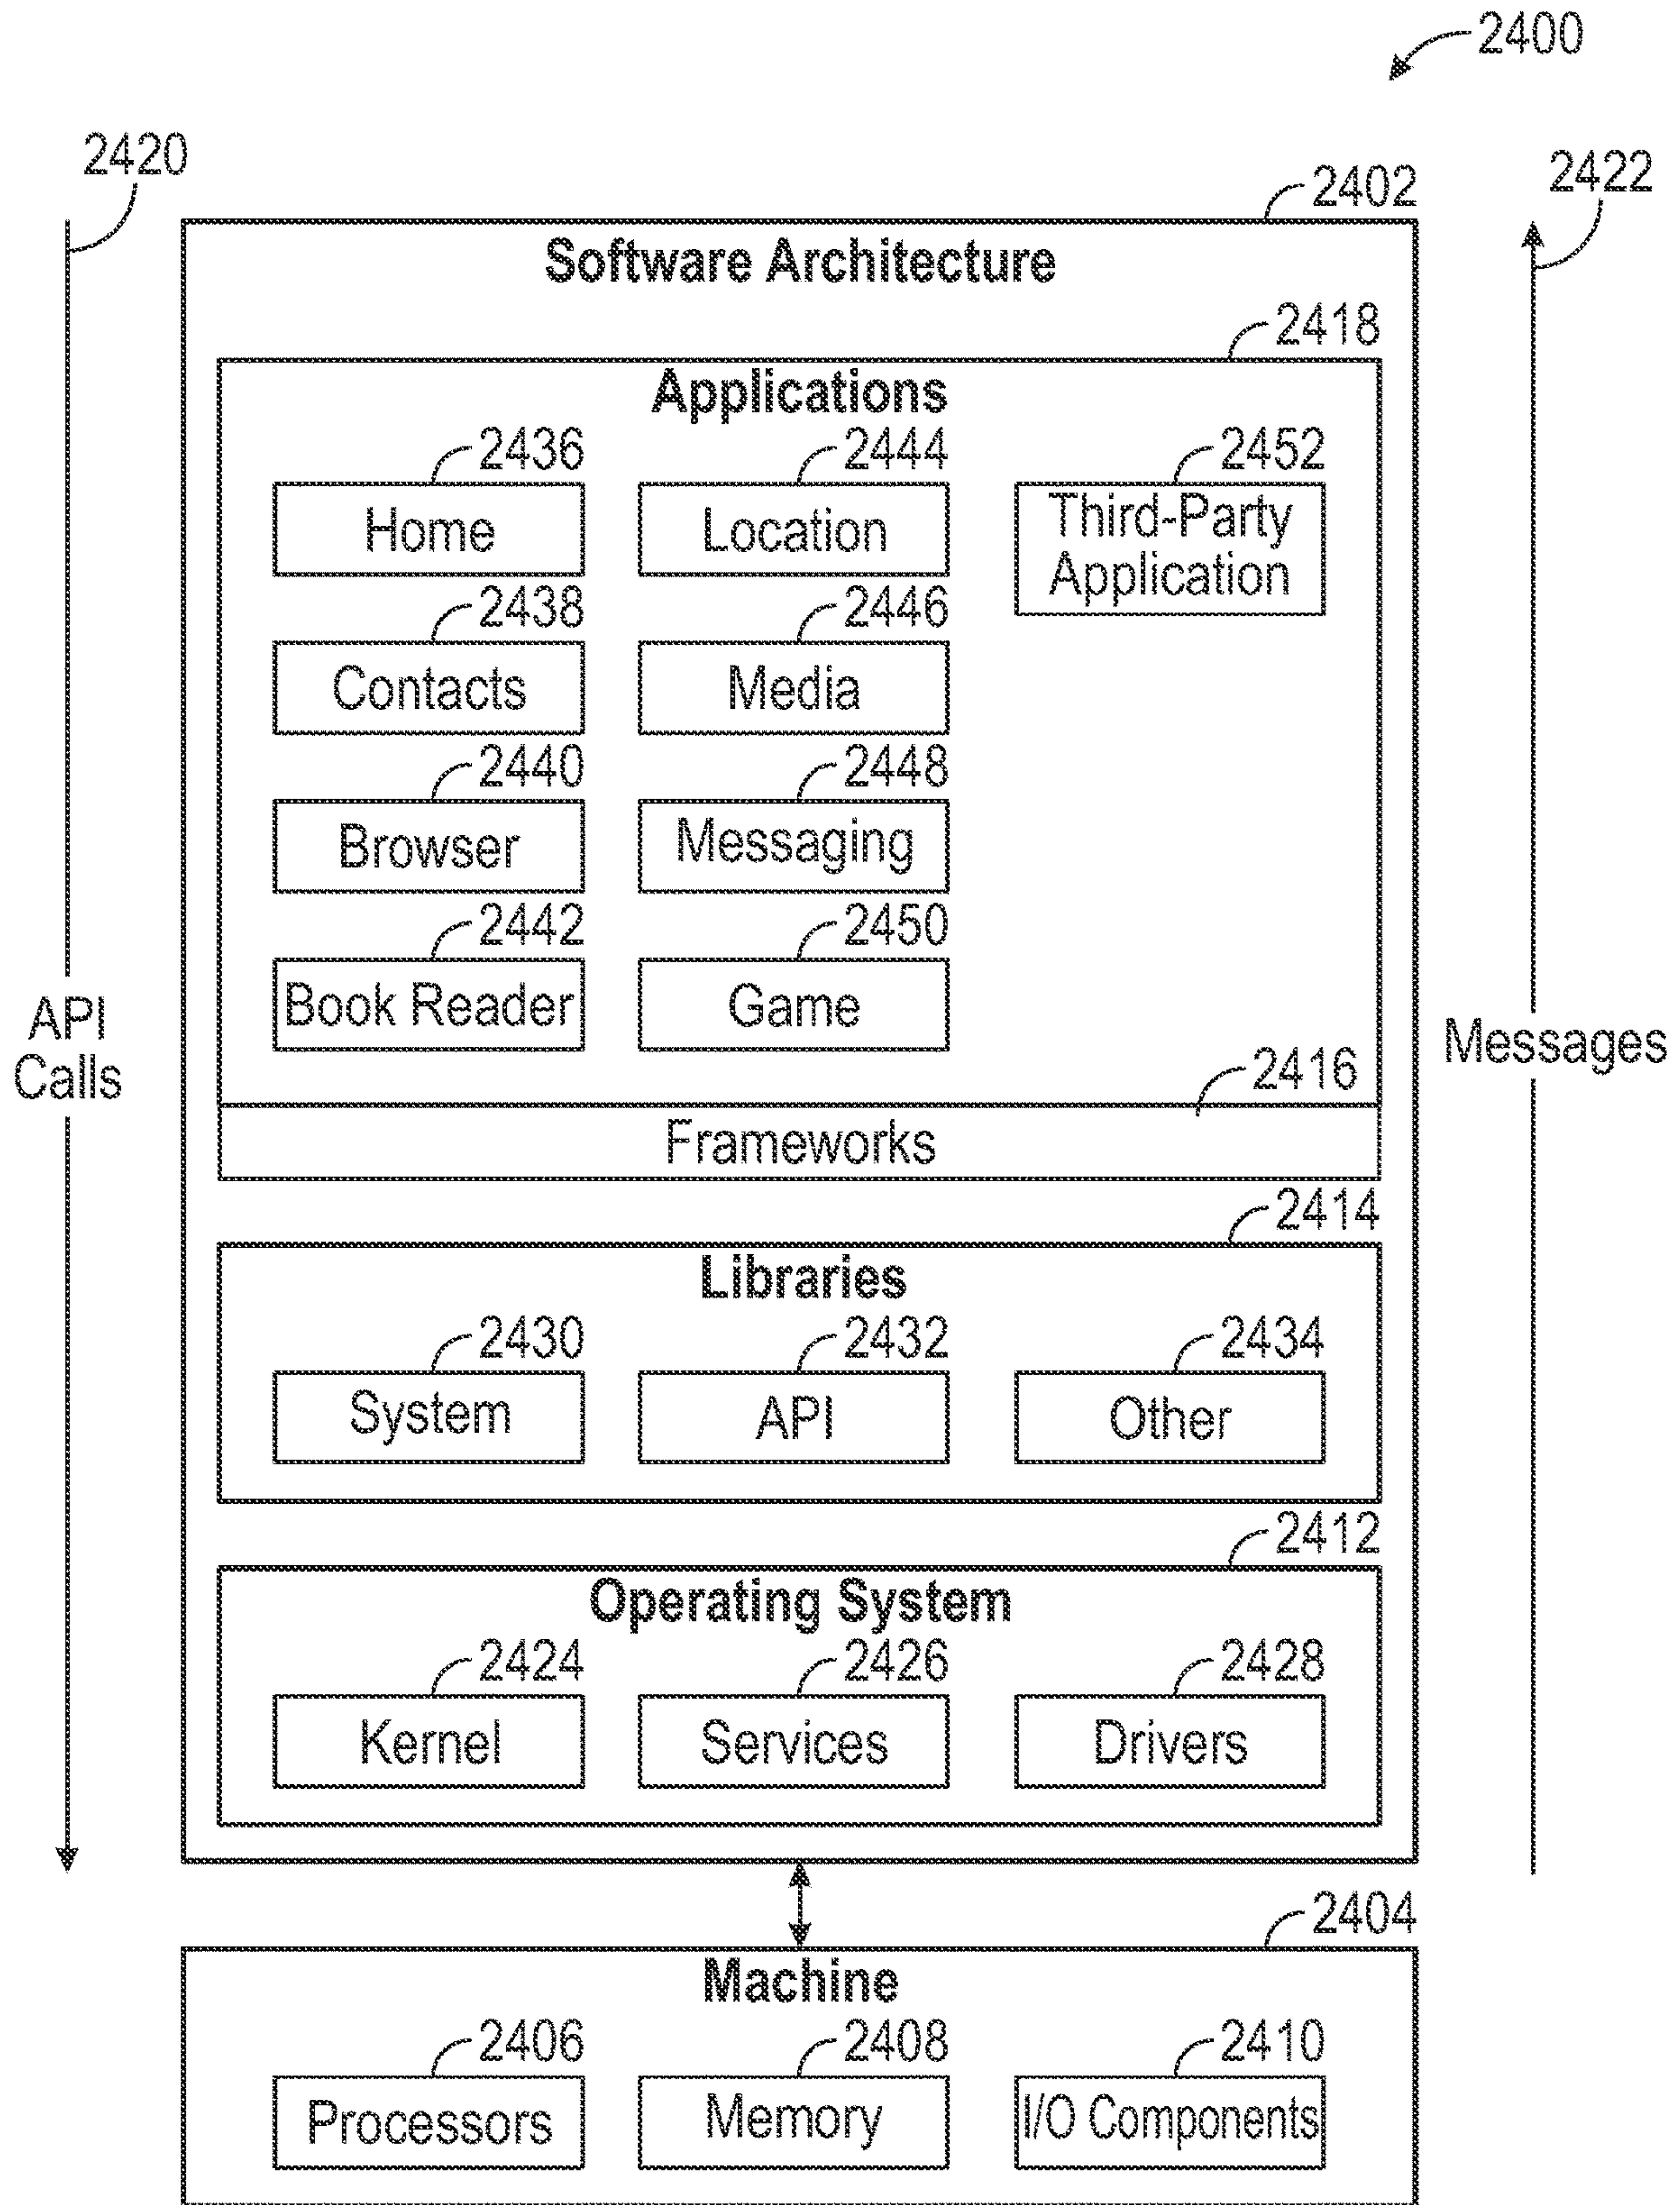 2400
2420
2402
2422
Software Architecture
2418
Applications
2436
2444
2452
Home
Location
Third-Party
Application
2438
2446
Contacts
Media
2440
2448
Browser
Messaging
2442
2450
Book Reader
Game
API
Calls
Messages
2416
Frameworks
2414
Libraries
2430
2432
2434
System
API
Other
2412
Operating System
2424
2426
2428
Kernel
Services
Drivers
2404
Machine
2406
2408
2410
Processors
Memory
I/O Components